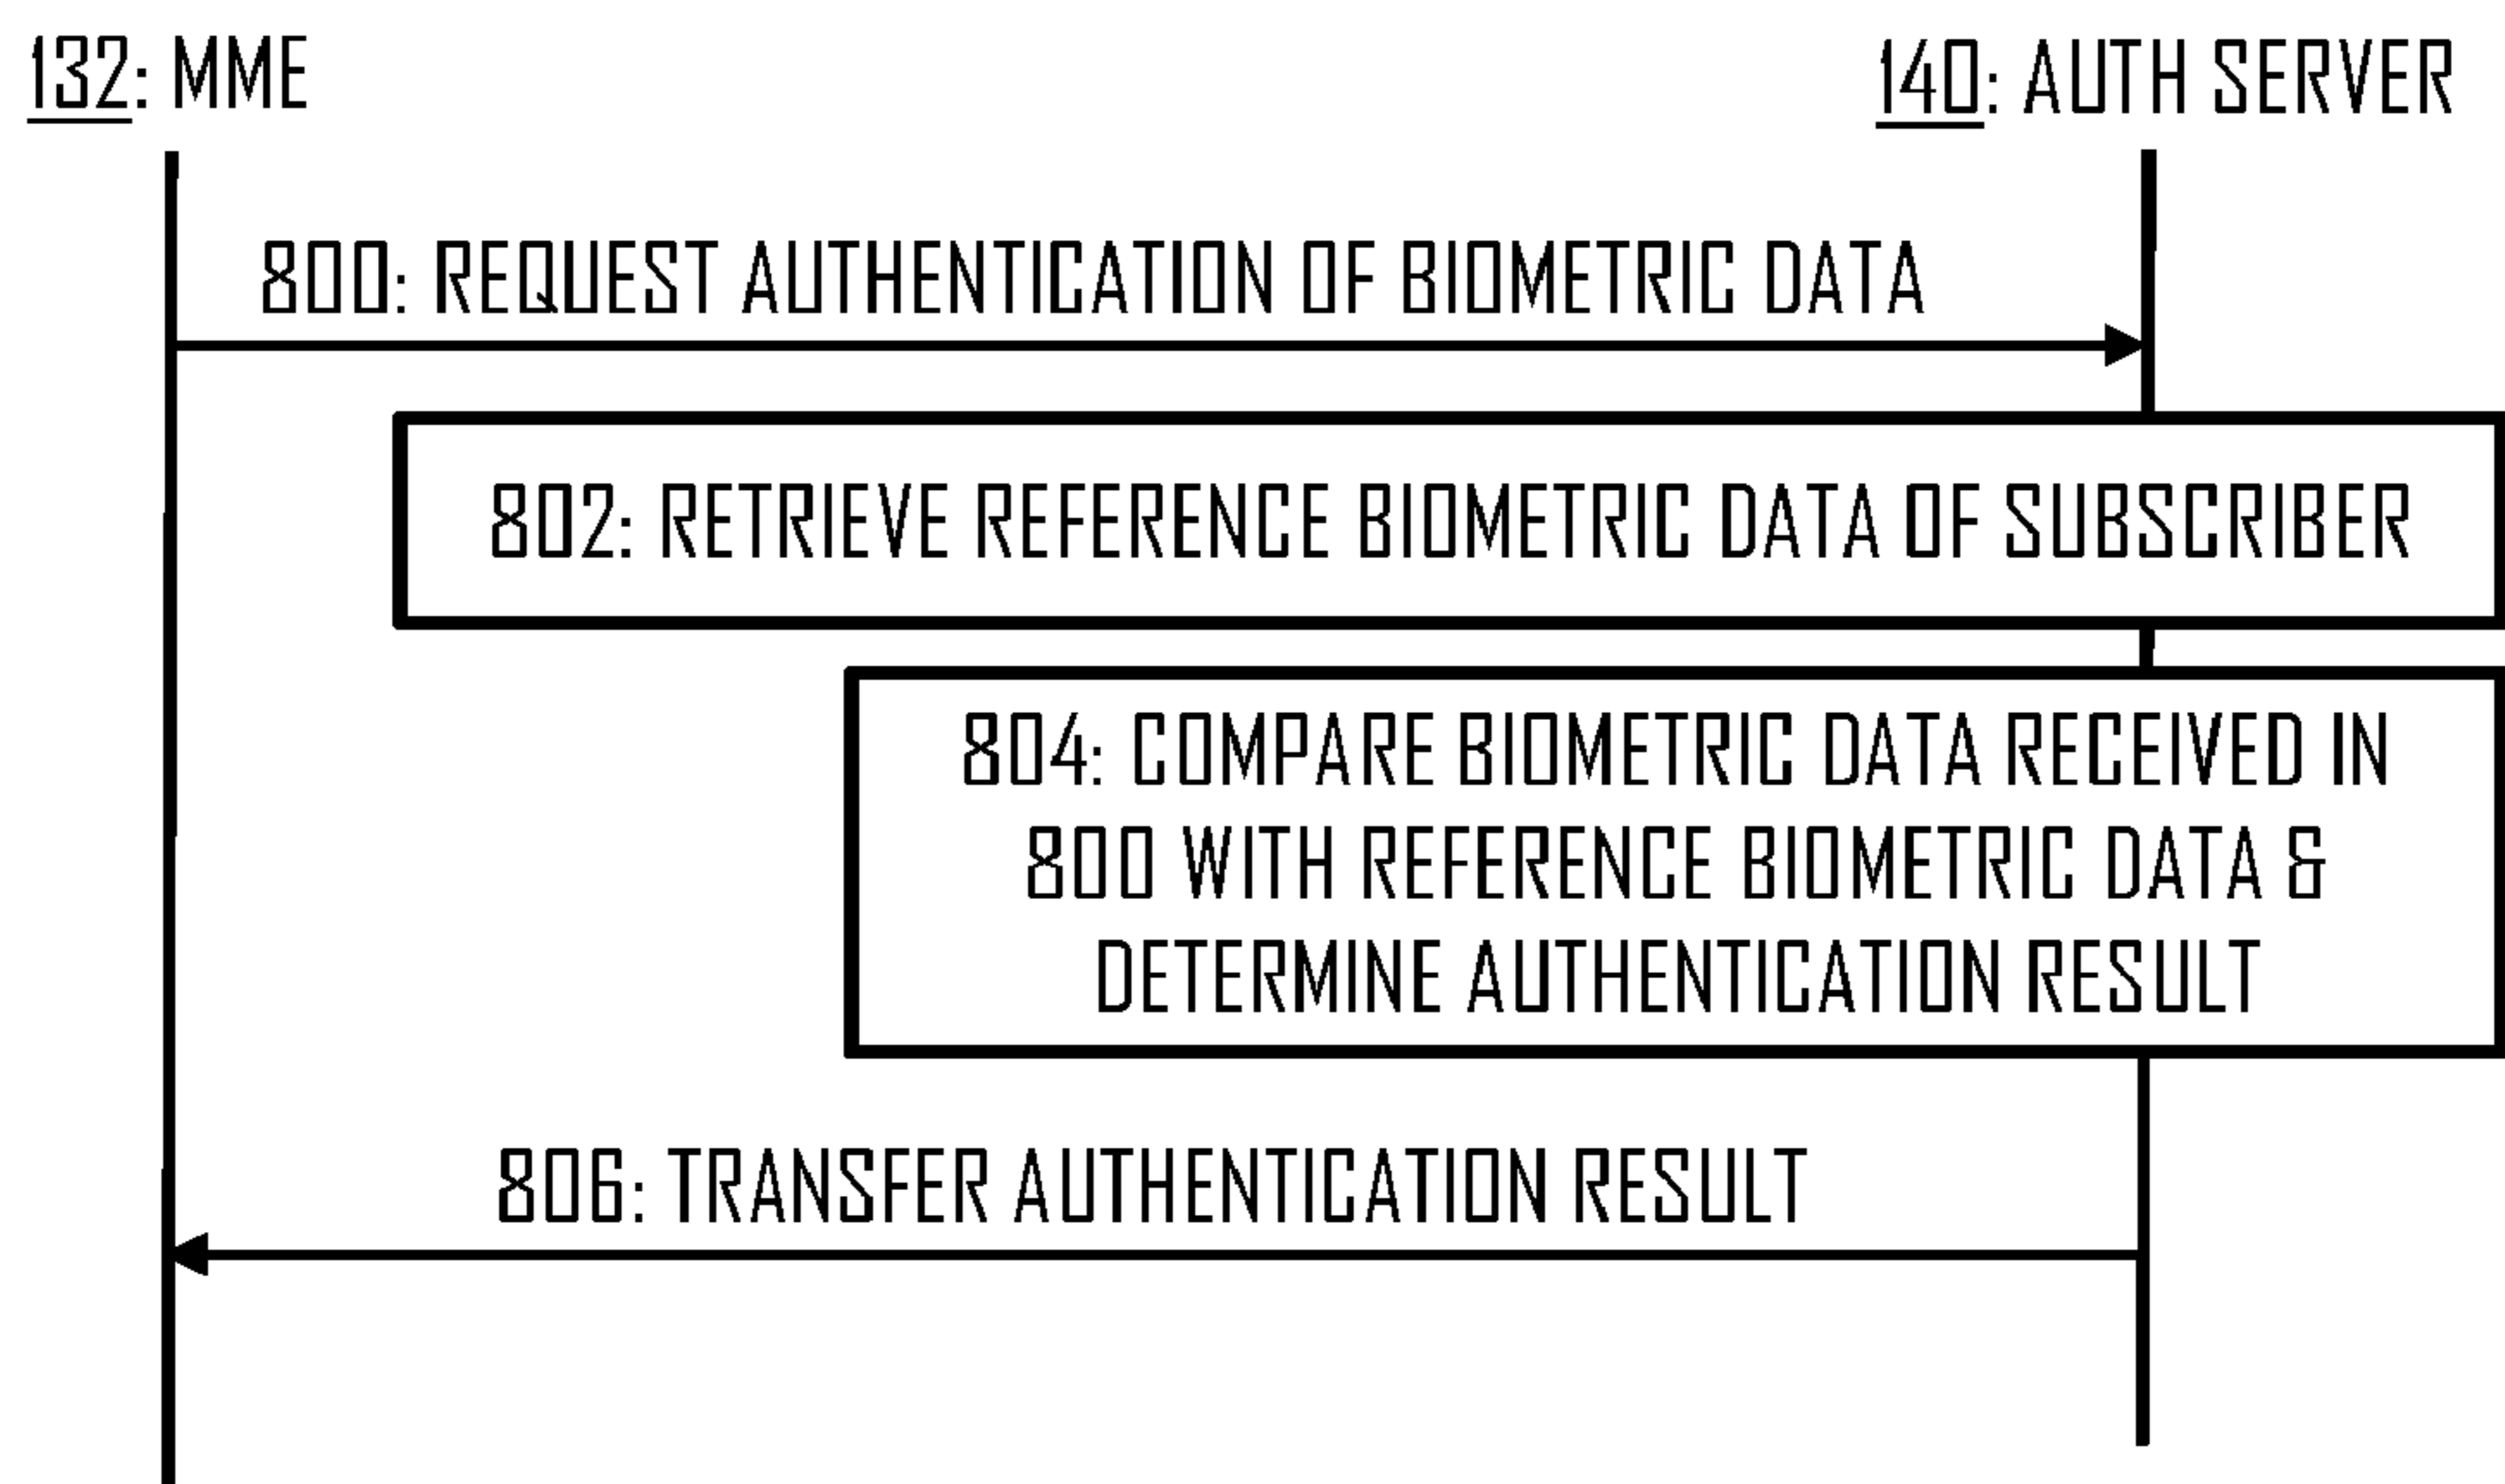 132: MME
140: AUTH SERVER
800: REQUEST AUTHENTICATION OF BIOMETRIC DATA
802: RETRIEVE REFERENCE BIOMETRIC DATA OF SUBSCRIBER
804: COMPARE BIOMETRIC DATA RECEIVED IN
800 WITH REFERENCE BIOMETRIC DATA &
DETERMINE AUTHENTICATION RESULT
806: TRANSFER AUTHENTICATION RESULT